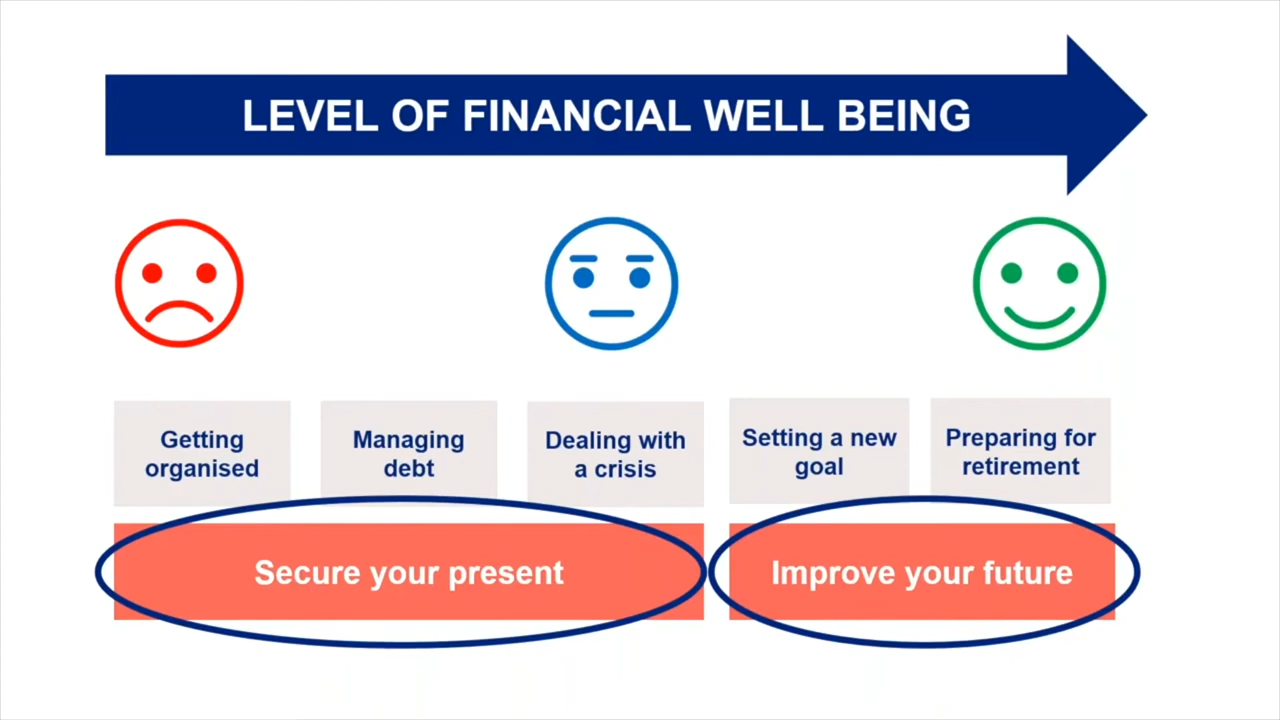 LEVEL OF FINANCIAL WELL BEING
Getting
organised
Managing
debt
Dealing with
a crisis
Setting a new
goal
Preparing for
retirement
Secure your present
Improve your future